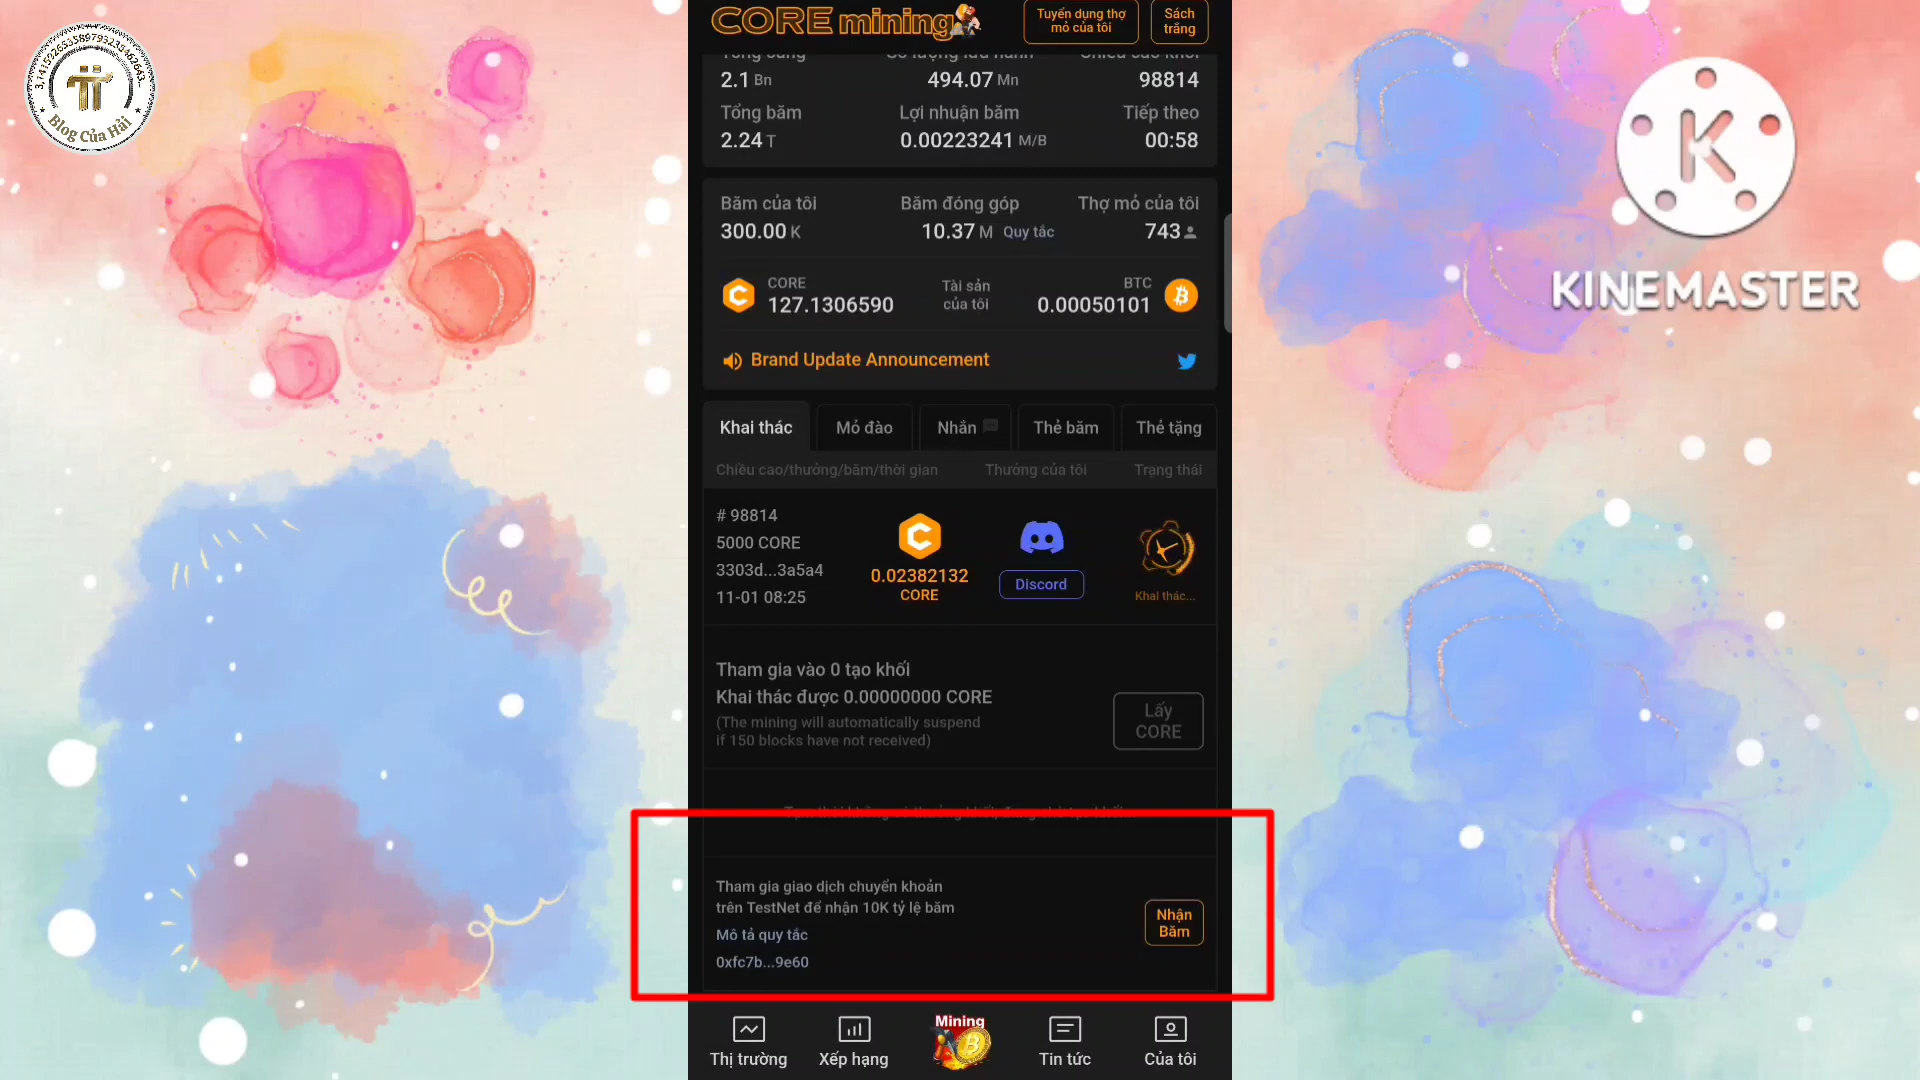 Blog Của Hải
KINEMASTER
CORE mining
Tuyển dụng thợ
mỏ của tôi
Sách
trắng
2.1 Bn
494.07 Mn
98814
Tổng băm
Lợi nhuận băm
Tiếp theo
2.24 T
0.00223241 M/B
00:58
Băm của tôi
Băm đóng góp
Thợ mỏ của tôi
300.00 K
10.37 M Quy tắc
743
CORE
127.1306590
Tài sản
của tôi
BTC
0.00050101
Brand Update Announcement
Khai thác
Mỏ đào
Nhắn
Thẻ băm
Thẻ tặng
Chiều cao/thưởng/băm/thời gian
Thưởng của tôi
Trạng thái
# 98814
5000 CORE
3303d...3a5a4
11-01 08:25
0.02382132
CORE
Discord
Khai thác...
Tham gia vào 0 tạo khối
Khai thác được 0.00000000 CORE
(The mining will automatically suspend
if 150 blocks have not received)
Lấy
CORE
Tham gia giao dịch chuyển khoản
trên TestNet để nhận 10K tỷ lệ băm
Mô tả quy tắc
0xfc7b...9e60
Nhận
Băm
Mining
Thị trường
Xếp hạng
Tin tức
Của tôi